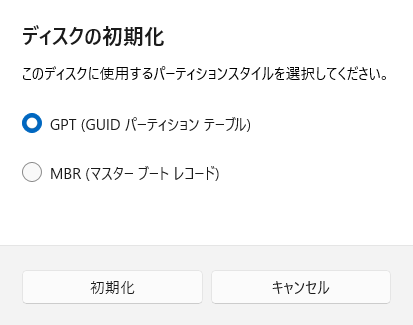 ディスクの初期化
このディスクに使用するパーティションスタイルを選択してください。
GPT (GUID パーティション テーブル)
MBR (マスター ブート レコード)
初期化
キャンセル